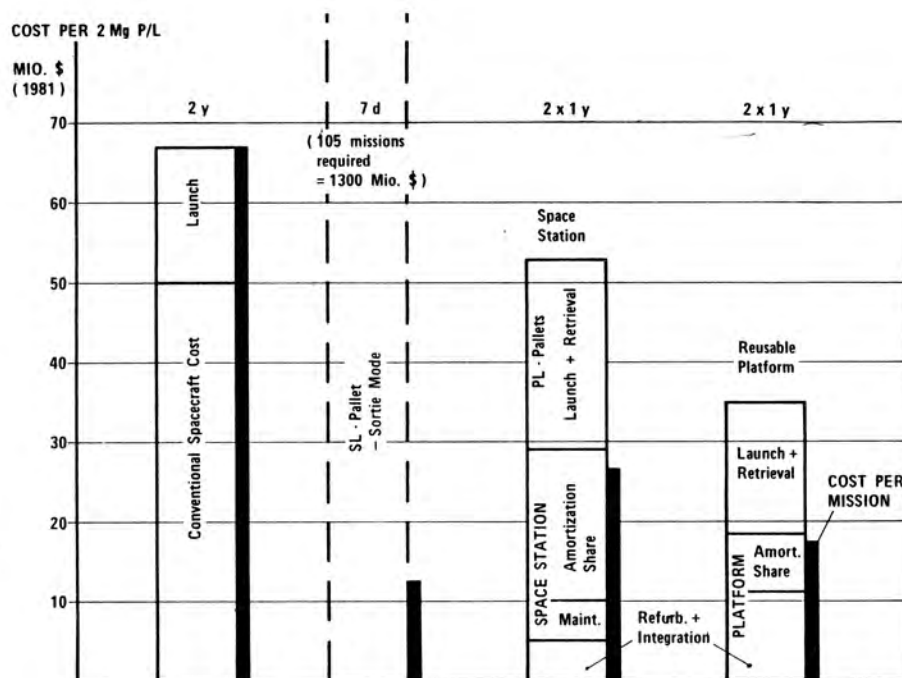 COST PER 2 Mg P/L
MIO. $
(1981)
2 y
7 d
2 x 1 y
2 x 1 y
70
60
50
40
30
20
10
(105 missions
required
= 1300 Mio. $)
Launch
Conventional Spacecraft Cost
SL - Pallet
– Sortie Mode
Space
Station
PL - Pallets
Launch + Retrieval
SPACE STATION
Amortization
Share
Maint.
Refurb. +
Integration
Reusable
Platform
Launch +
Retrieval
PLATFORM
Amort.
Share
COST PER
MISSION